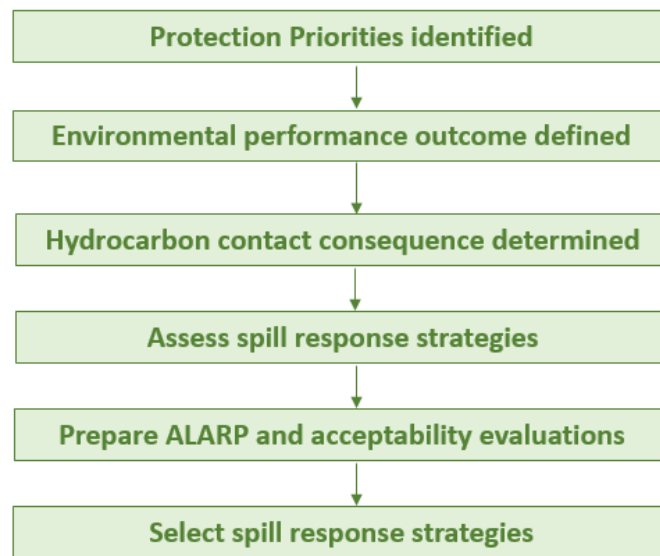 Protection Priorities identified
Environmental performance outcome defined
Hydrocarbon contact consequence determined
Assess spill response strategies
Prepare ALARP and acceptability evaluations
Select spill response strategies